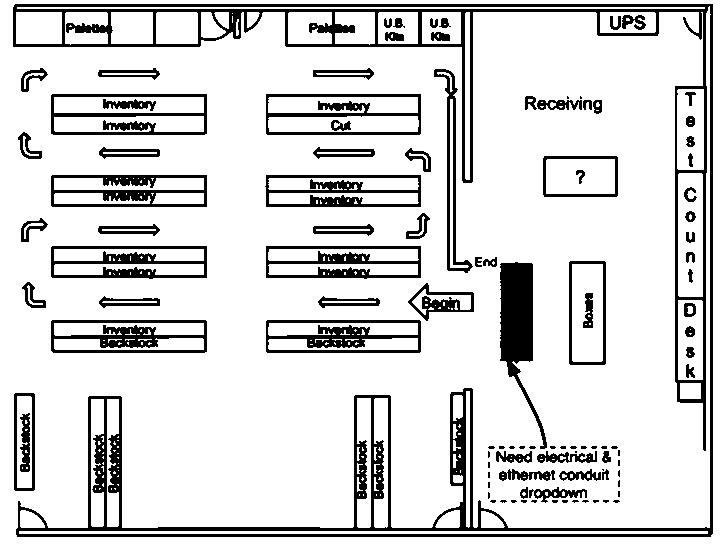 Palettes
Palettes
U.B.
Kits
U.B.
Kits
UPS
Inventory
Inventory
Inventory
Cut
Receiving
Test
Count
Desk
?
Inventory
Inventory
Inventory
Inventory
Inventory
Inventory
Inventory
Inventory
End
Begin
Boxes
Inventory
Backstock
Inventory
Backstock
Backstock
Backstock
Backstock
Backstock
Backstock
Backstock
Need electrical &
ethernet conduit
dropdown